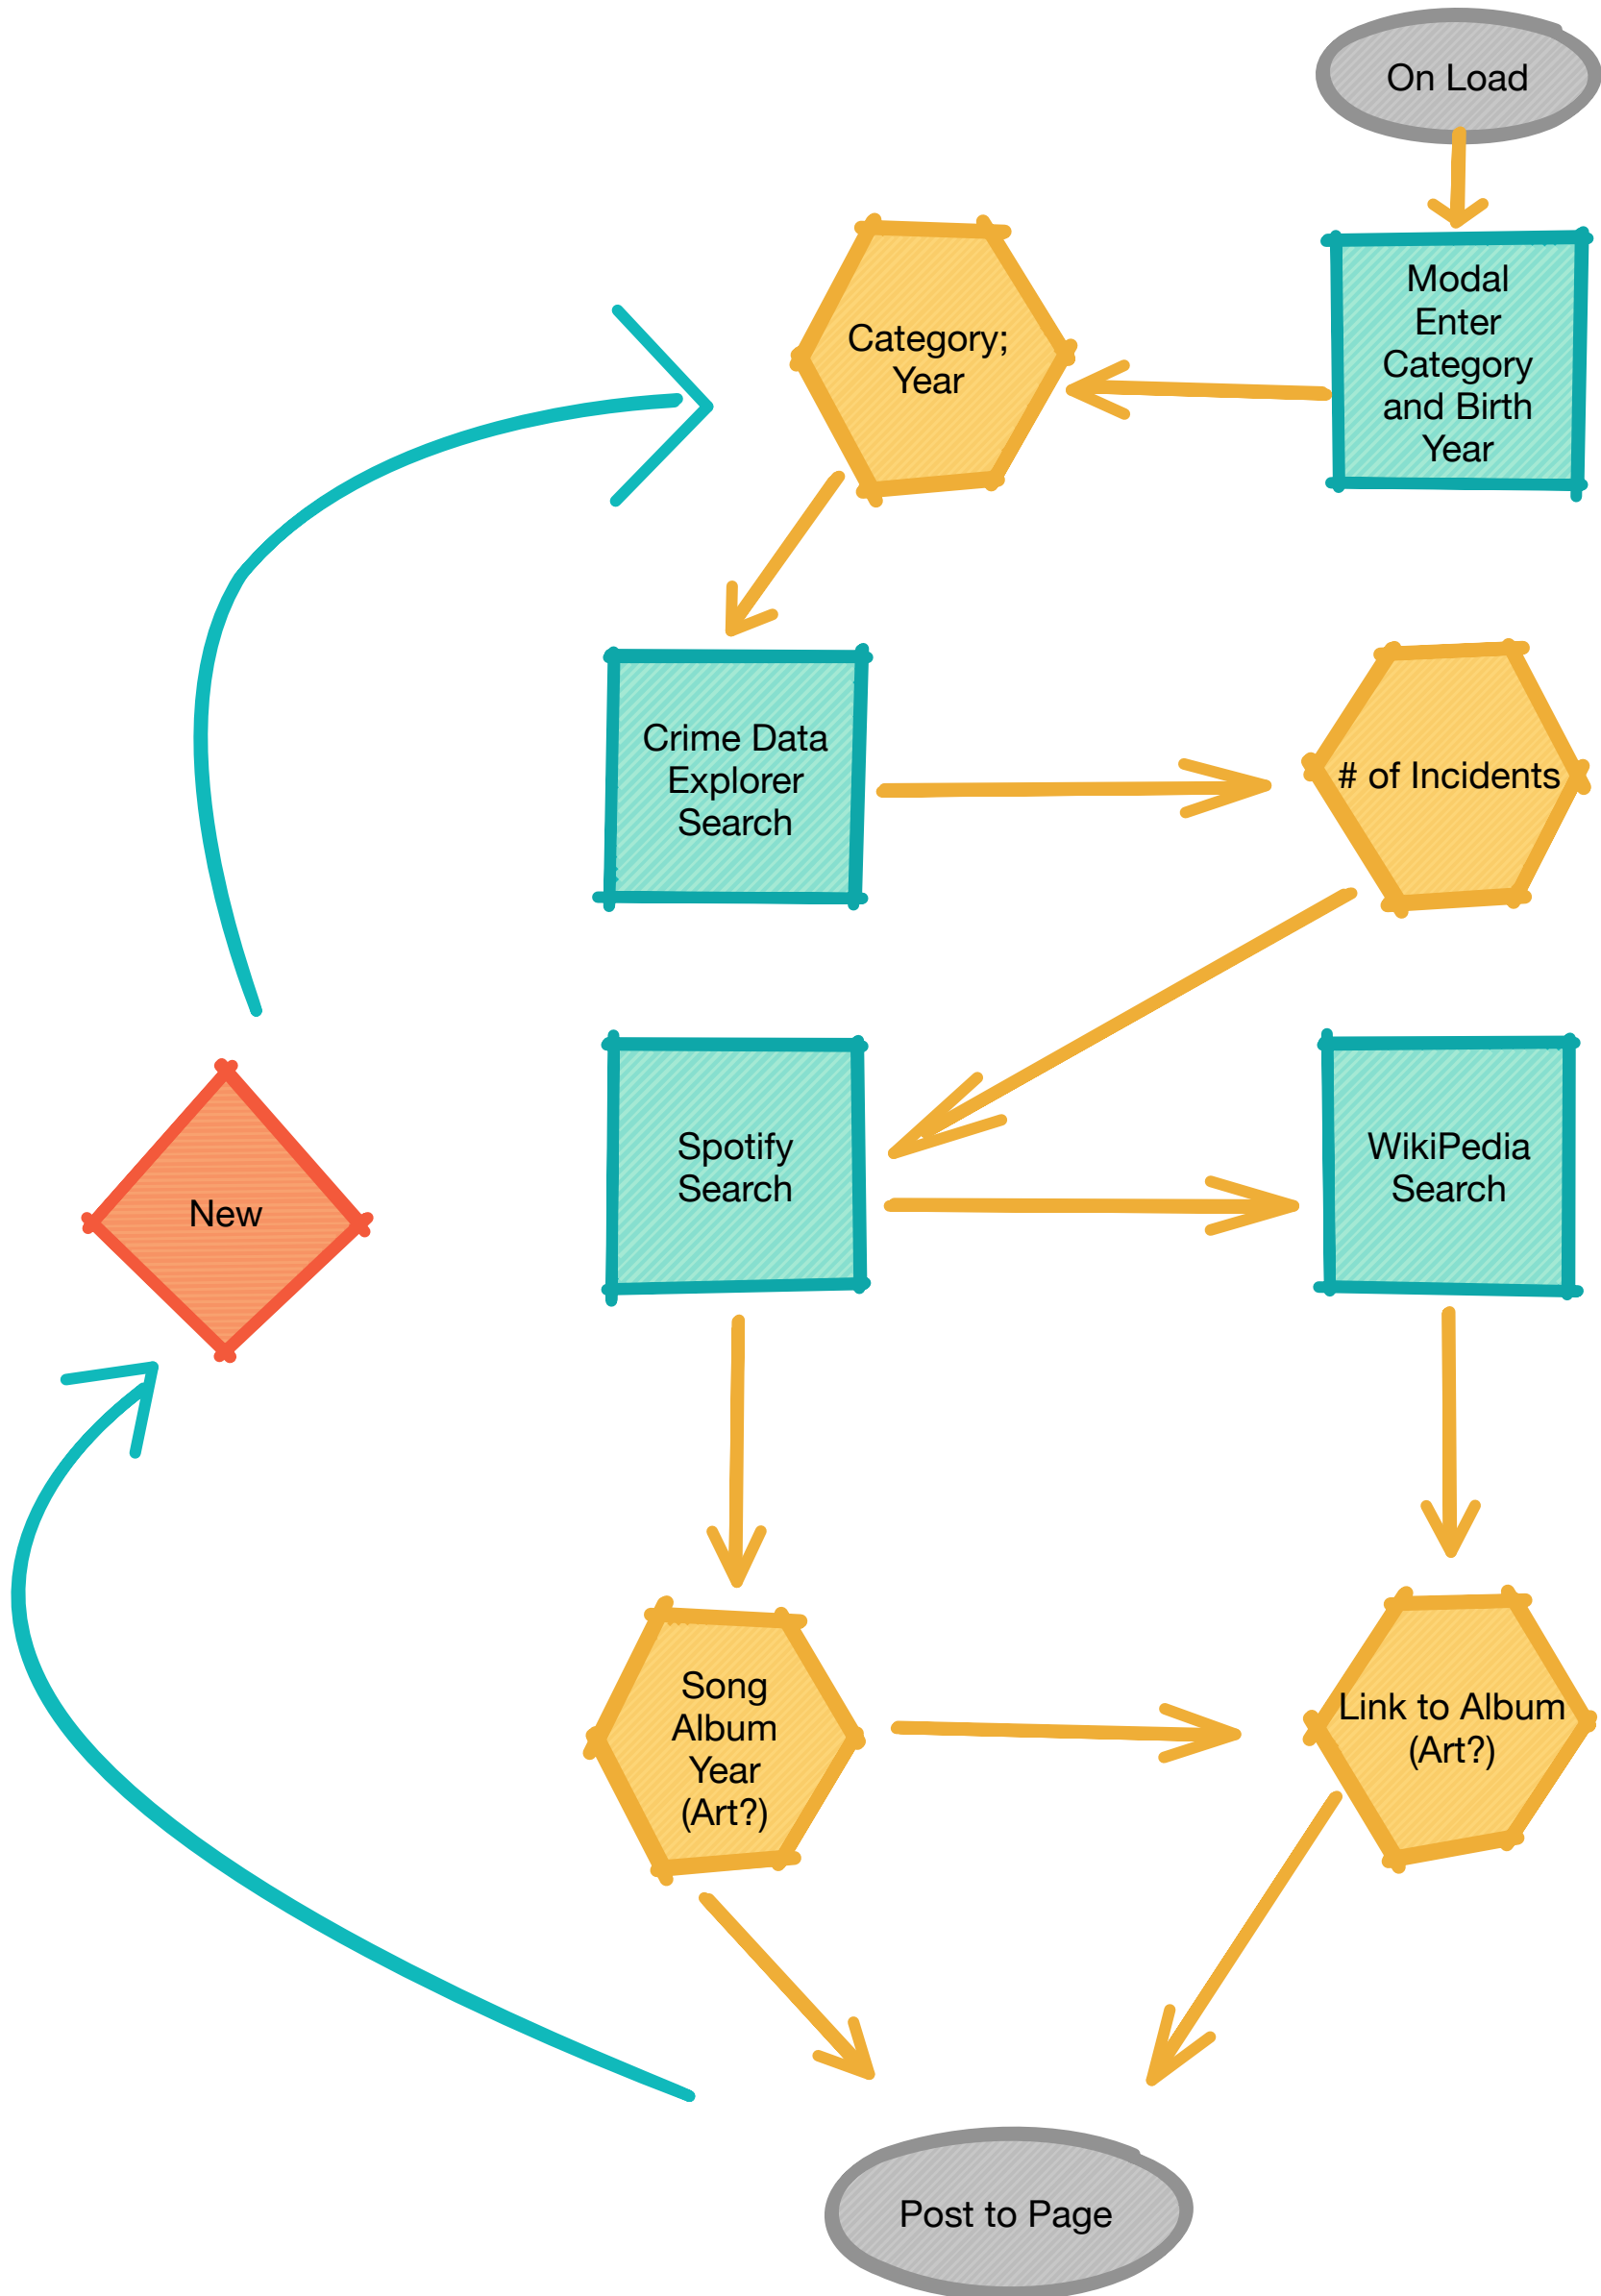 On Load
Modal
Enter
Category
and Birth
Year
Category;
Year
Crime Data
Explorer
Search
# of Incidents
Spotify
Search
WikiPedia
Search
New
Song
Album
Year
(Art?)
Link to Album
(Art?)
Post to Page